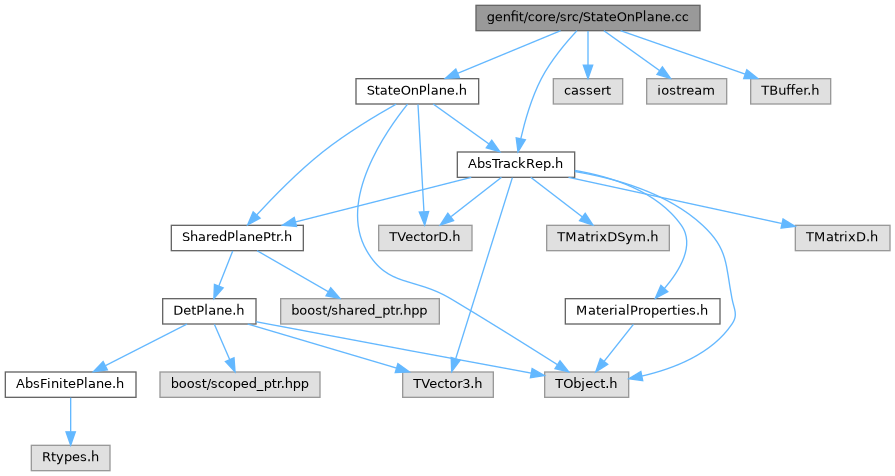 genfit/core/src/StateOnPlane.cc
StateOnPlane.h
cassert
iostream
TBuffer.h
AbsTrackRep.h
SharedPlanePtr.h
TVectorD.h
TMatrixDSym.h
TMatrixD.h
DetPlane.h
boost/shared_ptr.hpp
MaterialProperties.h
AbsFinitePlane.h
boost/scoped_ptr.hpp
TVector3.h
TObject.h
Rtypes.h